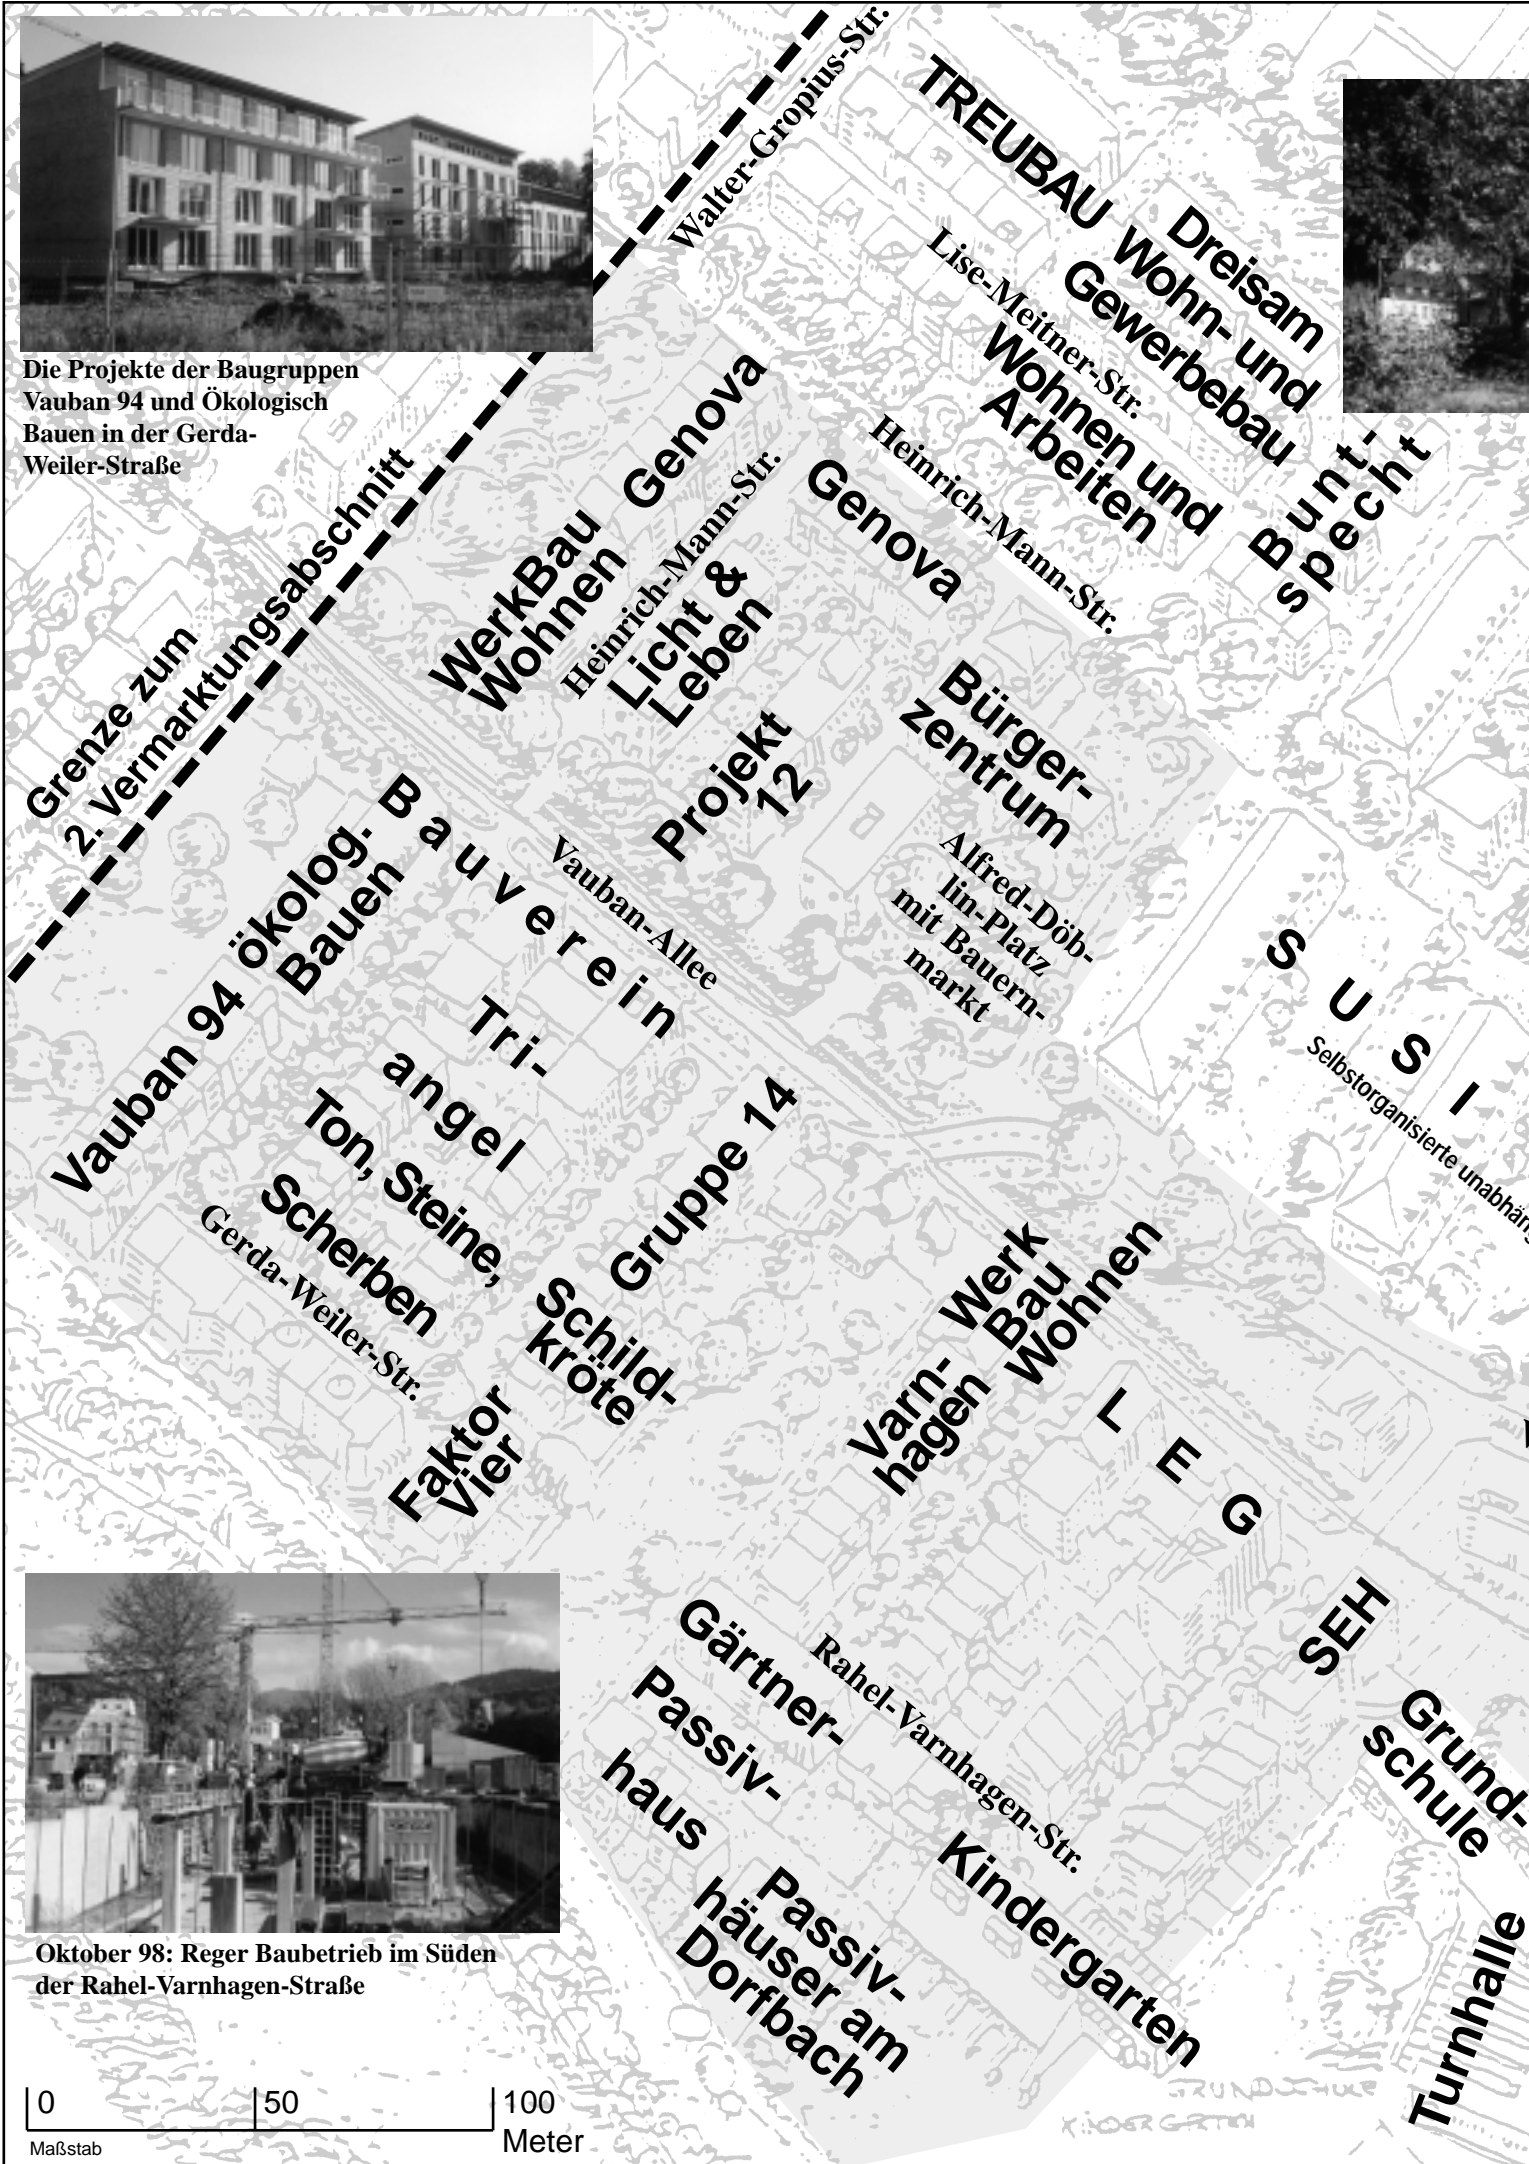 Die Projekte der Baugruppen
Vauban 94 und Ökologisch
Bauen in der Gerda-
Weiler-Straße
Walter-Gropius-Str.
TREUBAU
Dreisam
Wohn- und
Gewerbebau
Lise-Meitner-Str.
Wohnen und
Arbeiten
Bunt-
specht
Heinrich-Mann-Str.
Genova
Genova
Heinrich-Mann-Str.
WerkBau
Wohnen
Licht &
Leben
Projekt
12
Bürger-
zentrum
Alfred-Döb-
lin-Platz
mit Bauern-
markt
Grenze zum
2. Vermarktungsabschnitt
Bauverein
Vauban-Allee
ökolog.
Bauen
Vauban 94
Tri-
angel
Ton, Steine,
Scherben
Gerda-Weiler-Str.
Gruppe 14
Schild-
kröte
Faktor
Vier
SUSI
Selbstorganisierte unabhäng
Werk
Bau
Wohnen
Varn-
hagen
LEG
SEH
Grund-
schule
Turnhalle
Gärtner-
Rahel-Varnhagen-Str.
Passiv-
haus
Passiv-
häuser am
Dorfbach
Kindergarten
GRUNDSCHULE
KINDERGARTEN
Oktober 98: Reger Baubetrieb im Süden
der Rahel-Varnhagen-Straße
0 50 100
Meter
Maßstab